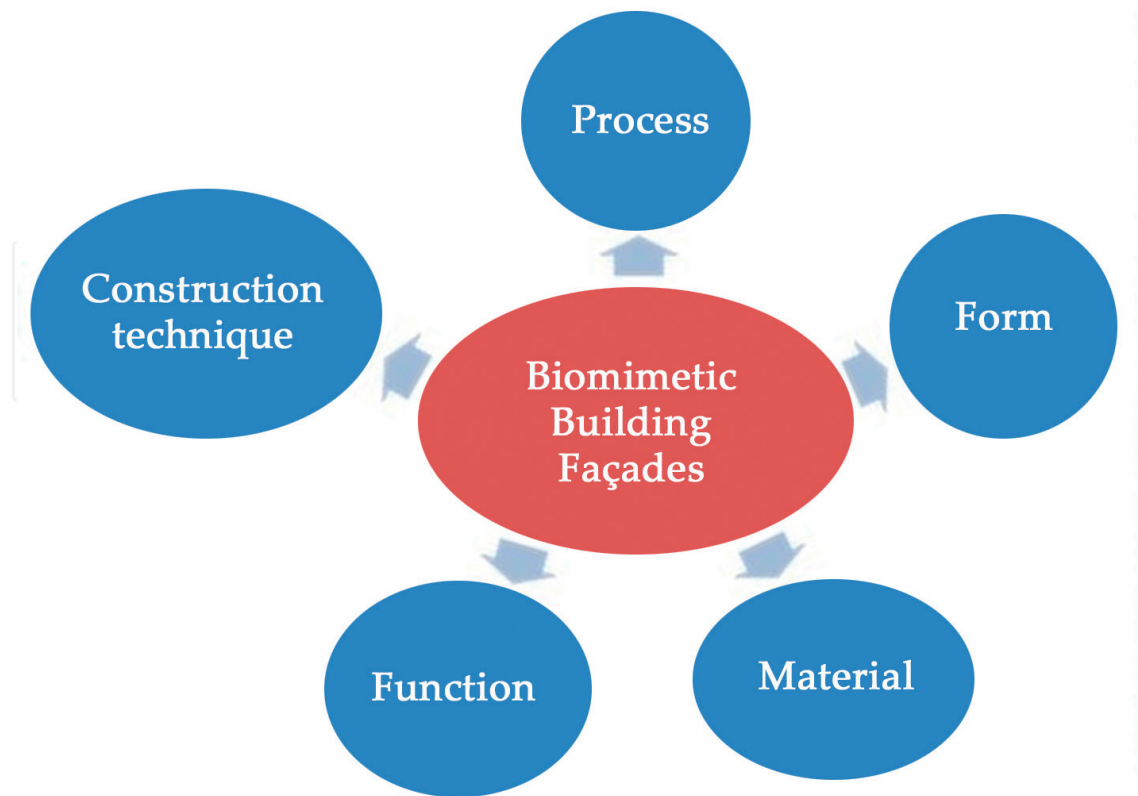 Process
Construction
technique
Form
Biomimetic
Building
Façades
Function
Material